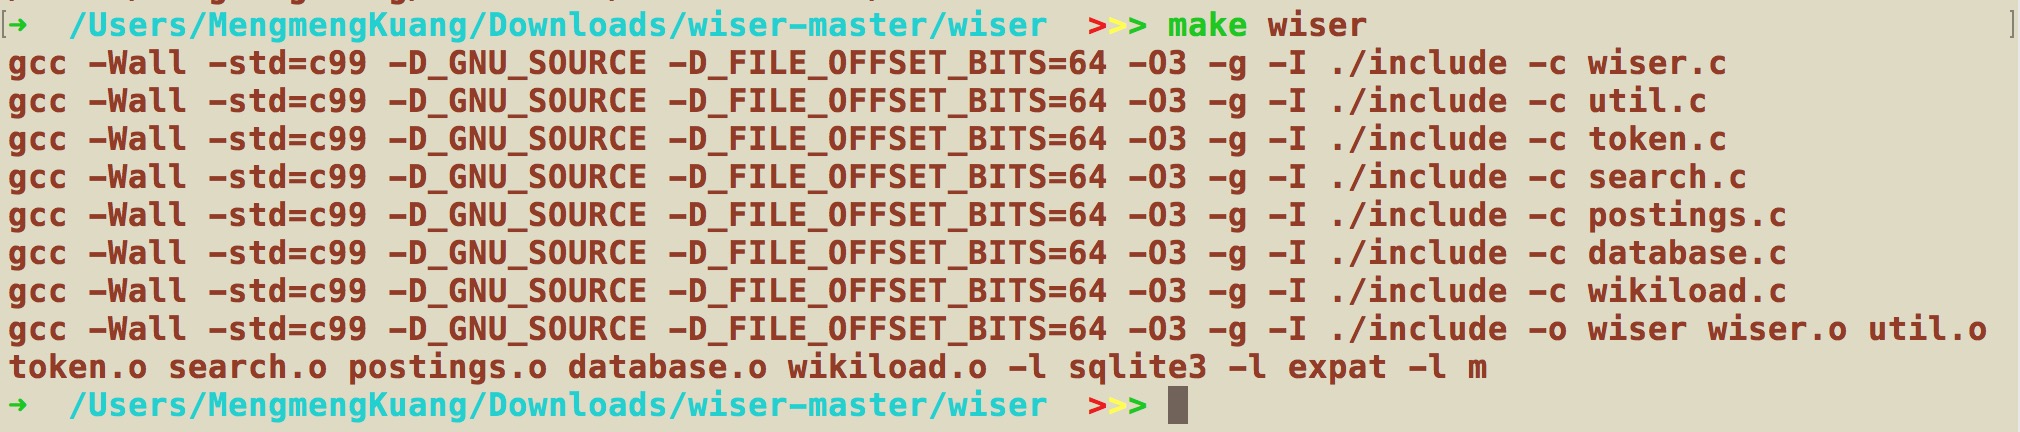 [➜  /Users/MengmengKuang/Downloads/wiser-master/wiser  >>> make wiser ]
gcc -Wall -std=c99 -D_GNU_SOURCE -D_FILE_OFFSET_BITS=64 -O3 -g -I ./include -c wiser.c
gcc -Wall -std=c99 -D_GNU_SOURCE -D_FILE_OFFSET_BITS=64 -O3 -g -I ./include -c util.c
gcc -Wall -std=c99 -D_GNU_SOURCE -D_FILE_OFFSET_BITS=64 -O3 -g -I ./include -c token.c
gcc -Wall -std=c99 -D_GNU_SOURCE -D_FILE_OFFSET_BITS=64 -O3 -g -I ./include -c search.c
gcc -Wall -std=c99 -D_GNU_SOURCE -D_FILE_OFFSET_BITS=64 -O3 -g -I ./include -c postings.c
gcc -Wall -std=c99 -D_GNU_SOURCE -D_FILE_OFFSET_BITS=64 -O3 -g -I ./include -c database.c
gcc -Wall -std=c99 -D_GNU_SOURCE -D_FILE_OFFSET_BITS=64 -O3 -g -I ./include -c wikiload.c
gcc -Wall -std=c99 -D_GNU_SOURCE -D_FILE_OFFSET_BITS=64 -O3 -g -I ./include -o wiser wiser.o util.o
token.o search.o postings.o database.o wikiload.o -l sqlite3 -l expat -l m
➜  /Users/MengmengKuang/Downloads/wiser-master/wiser  >>>